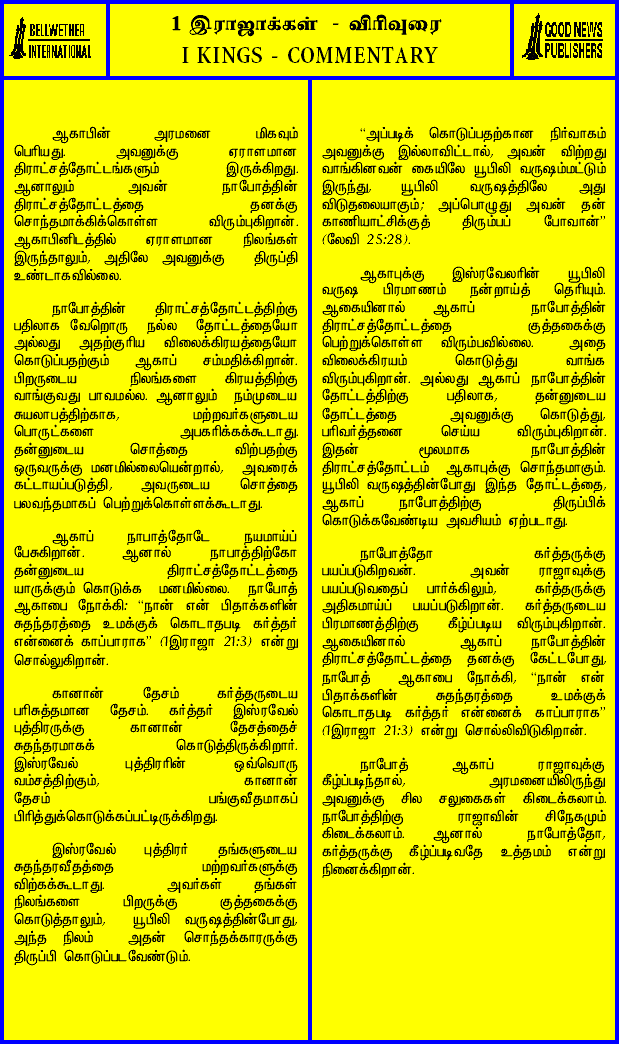 BELLWETHER
INTERNATIONAL
1 இராஜாக்கள் - விரிவுரை
I KINGS - COMMENTARY
GOOD NEWS
PUBLISHERS
ஆகாபின் அரமனை மிகவும்
பெரியது. அவனுக்கு ஏராளமான
திராட்சத்தோட்டங்களும் இருக்கிறது.
ஆனாலும் அவன் நாபோத்தின்
திராட்சத்தோட்டத்தை தனக்கு
சொந்தமாக்கிக்கொள்ள விரும்புகிறான்.
ஆகாபினிடத்தில் ஏராளமான நிலங்கள்
இருந்தாலும், அதிலே அவனுக்கு திருப்தி
உண்டாகவில்லை.
நாபோத்தின் திராட்சத்தோட்டத்திற்கு
பதிலாக வேறொரு நல்ல தோட்டத்தையோ
அல்லது அதற்குரிய விலைக்கிரயத்தையோ
கொடுப்பதற்கும் ஆகாப் சம்மதிக்கிறான்.
பிறருடைய நிலங்களை கிரயத்திற்கு
வாங்குவது பாவமல்ல. ஆனாலும் நம்முடைய
சுயலாபத்திற்காக, மற்றவர்களுடைய
பொருட்களை அபகரிக்கக்கூடாது.
தன்னுடைய சொத்தை விற்பதற்கு
ஒருவருக்கு மனமில்லையென்றால், அவரைக்
கட்டாயப்படுத்தி, அவருடைய சொத்தை
பலவந்தமாகப் பெற்றுக்கொள்ளக்கூடாது.
ஆகாப் நாபாத்தோடே நயமாய்ப்
பேசுகிறான். ஆனால் நாபாத்திற்கோ
தன்னுடைய திராட்சத்தோட்டத்தை
யாருக்கும் கொடுக்க மனமில்லை. நாபோத்
ஆகாபை நோக்கி: “நான் என் பிதாக்களின்
சுதந்தரத்தை உமக்குக் கொடாதபடி கர்த்தர்
என்னைக் காப்பாராக” (1இராஜா 21:3) என்று
சொல்லுகிறான்.
கானான் தேசம் கர்த்தருடைய
பரிசுத்தமான தேசம். கர்த்தர் இஸ்ரவேல்
புத்திரருக்கு கானான் தேசத்தைச்
சுதந்தரமாகக் கொடுத்திருக்கிறார்.
இஸ்ரவேல் புத்திரரின் ஒவ்வொரு
வம்சத்திற்கும், கானான்
தேசம் பங்குவீதமாகப்
பிரித்துக்கொடுக்கப்பட்டிருக்கிறது.
இஸ்ரவேல் புத்திரர் தங்களுடைய
சுதந்தரவீதத்தை மற்றவர்களுக்கு
விற்கக்கூடாது. அவர்கள் தங்கள்
நிலங்களை பிறருக்கு குத்தகைக்கு
கொடுத்தாலும், யூபிலி வருஷத்தின்போது,
அந்த நிலம் அதன் சொந்தக்காரருக்கு
திருப்பி கொடுப்படவேண்டும்.
“அப்படிக் கொடுப்பதற்கான நிர்வாகம்
அவனுக்கு இல்லாவிட்டால், அவன் விற்றது
வாங்கினவன் கையிலே யூபிலி வருஷம்மட்டும்
இருந்து, யூபிலி வருஷத்திலே அது
விடுதலையாகும்; அப்பொழுது அவன் தன்
காணியாட்சிக்குத் திரும்பப் போவான்”
(லேவி 25:28).
ஆகாபுக்கு இஸ்ரவேலரின் யூபிலி
வருஷ பிரமாணம் நன்றாய்த் தெரியும்.
ஆகையினால் ஆகாப் நாபோத்தின்
திராட்சத்தோட்டத்தை குத்தகைக்கு
பெற்றுக்கொள்ள விரும்பவில்லை. அதை
விலைக்கிரயம் கொடுத்து வாங்க
விரும்புகிறான். அல்லது ஆகாப் நாபோத்தின்
தோட்டத்திற்கு பதிலாக, தன்னுடைய
தோட்டத்தை அவனுக்கு கொடுத்து,
பரிவர்த்தனை செய்ய விரும்புகிறான்.
இதன் மூலமாக நாபோத்தின்
திராட்சத்தோட்டம் ஆகாபுக்கு சொந்தமாகும்.
யூபிலி வருஷத்தின்போது இந்த தோட்டத்தை,
ஆகாப் நாபோத்திற்கு திருப்பிக்
கொடுக்கவேண்டிய அவசியம் ஏற்படாது.
நாபோத்தோ கர்த்தருக்கு
பயப்படுகிறவன். அவன் ராஜாவுக்கு
பயப்படுவதைப் பார்க்கிலும், கர்த்தருக்கு
அதிகமாய்ப் பயப்படுகிறான். கர்த்தருடைய
பிரமாணத்திற்கு கீழ்ப்படிய விரும்புகிறான்.
ஆகையினால் ஆகாப் நாபோத்தின்
திராட்சத்தோட்டத்தை தனக்கு கேட்டபோது,
நாபோத் ஆகாபை நோக்கி, “நான் என்
பிதாக்களின் சுதந்தரத்தை உமக்குக்
கொடாதபடி கர்த்தர் என்னைக் காப்பாராக”
(1இராஜா 21:3) என்று சொல்லிவிடுகிறான்.
நாபோத் ஆகாப் ராஜாவுக்கு
கீழ்ப்படிந்தால், அரமனையிலிருந்து
அவனுக்கு சில சலுகைகள் கிடைக்கலாம்.
நாபோத்திற்கு ராஜாவின் சிநேகமும்
கிடைக்கலாம். ஆனால் நாபோத்தோ,
கர்த்தருக்கு கீழ்ப்படிவதே உத்தமம் என்று
நினைக்கிறான்.